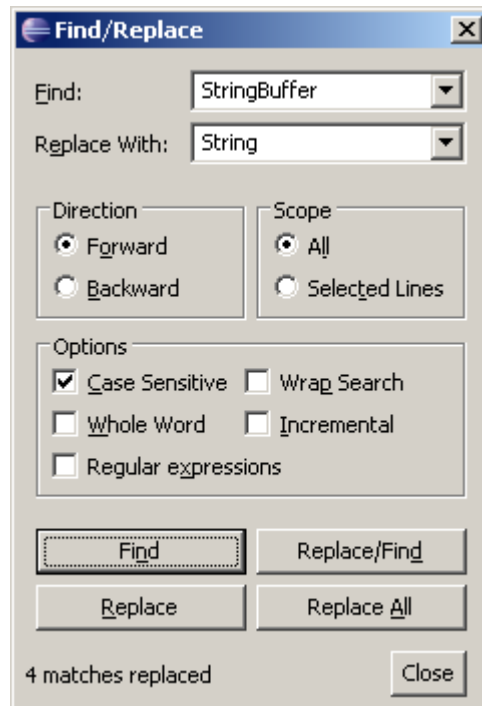 Find/Replace
Find: StringBuffer
Replace With: String
Direction Scope
Forward All
Backward Selected Lines
Options
Case Sensitive Wrap Search
Whole Word Incremental
Regular expressions
Find Replace/Find
Replace Replace All
4 matches replaced Close